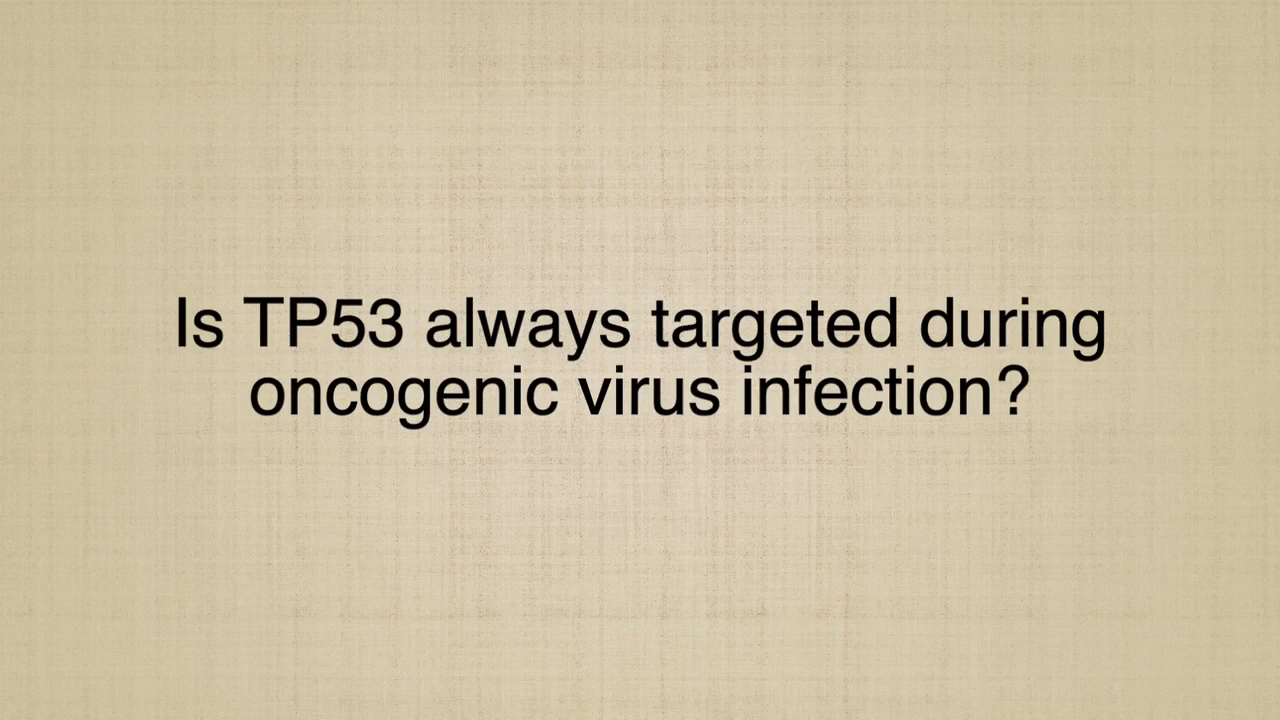 Is TP53 always targeted during
oncogenic virus infection?